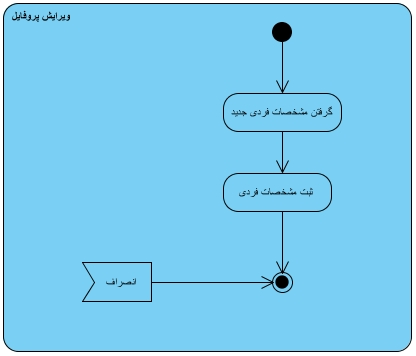 ویرایش پروفایل
گرفتن مشخصات فردی جدید
ثبت مشخصات فردی
انصراف